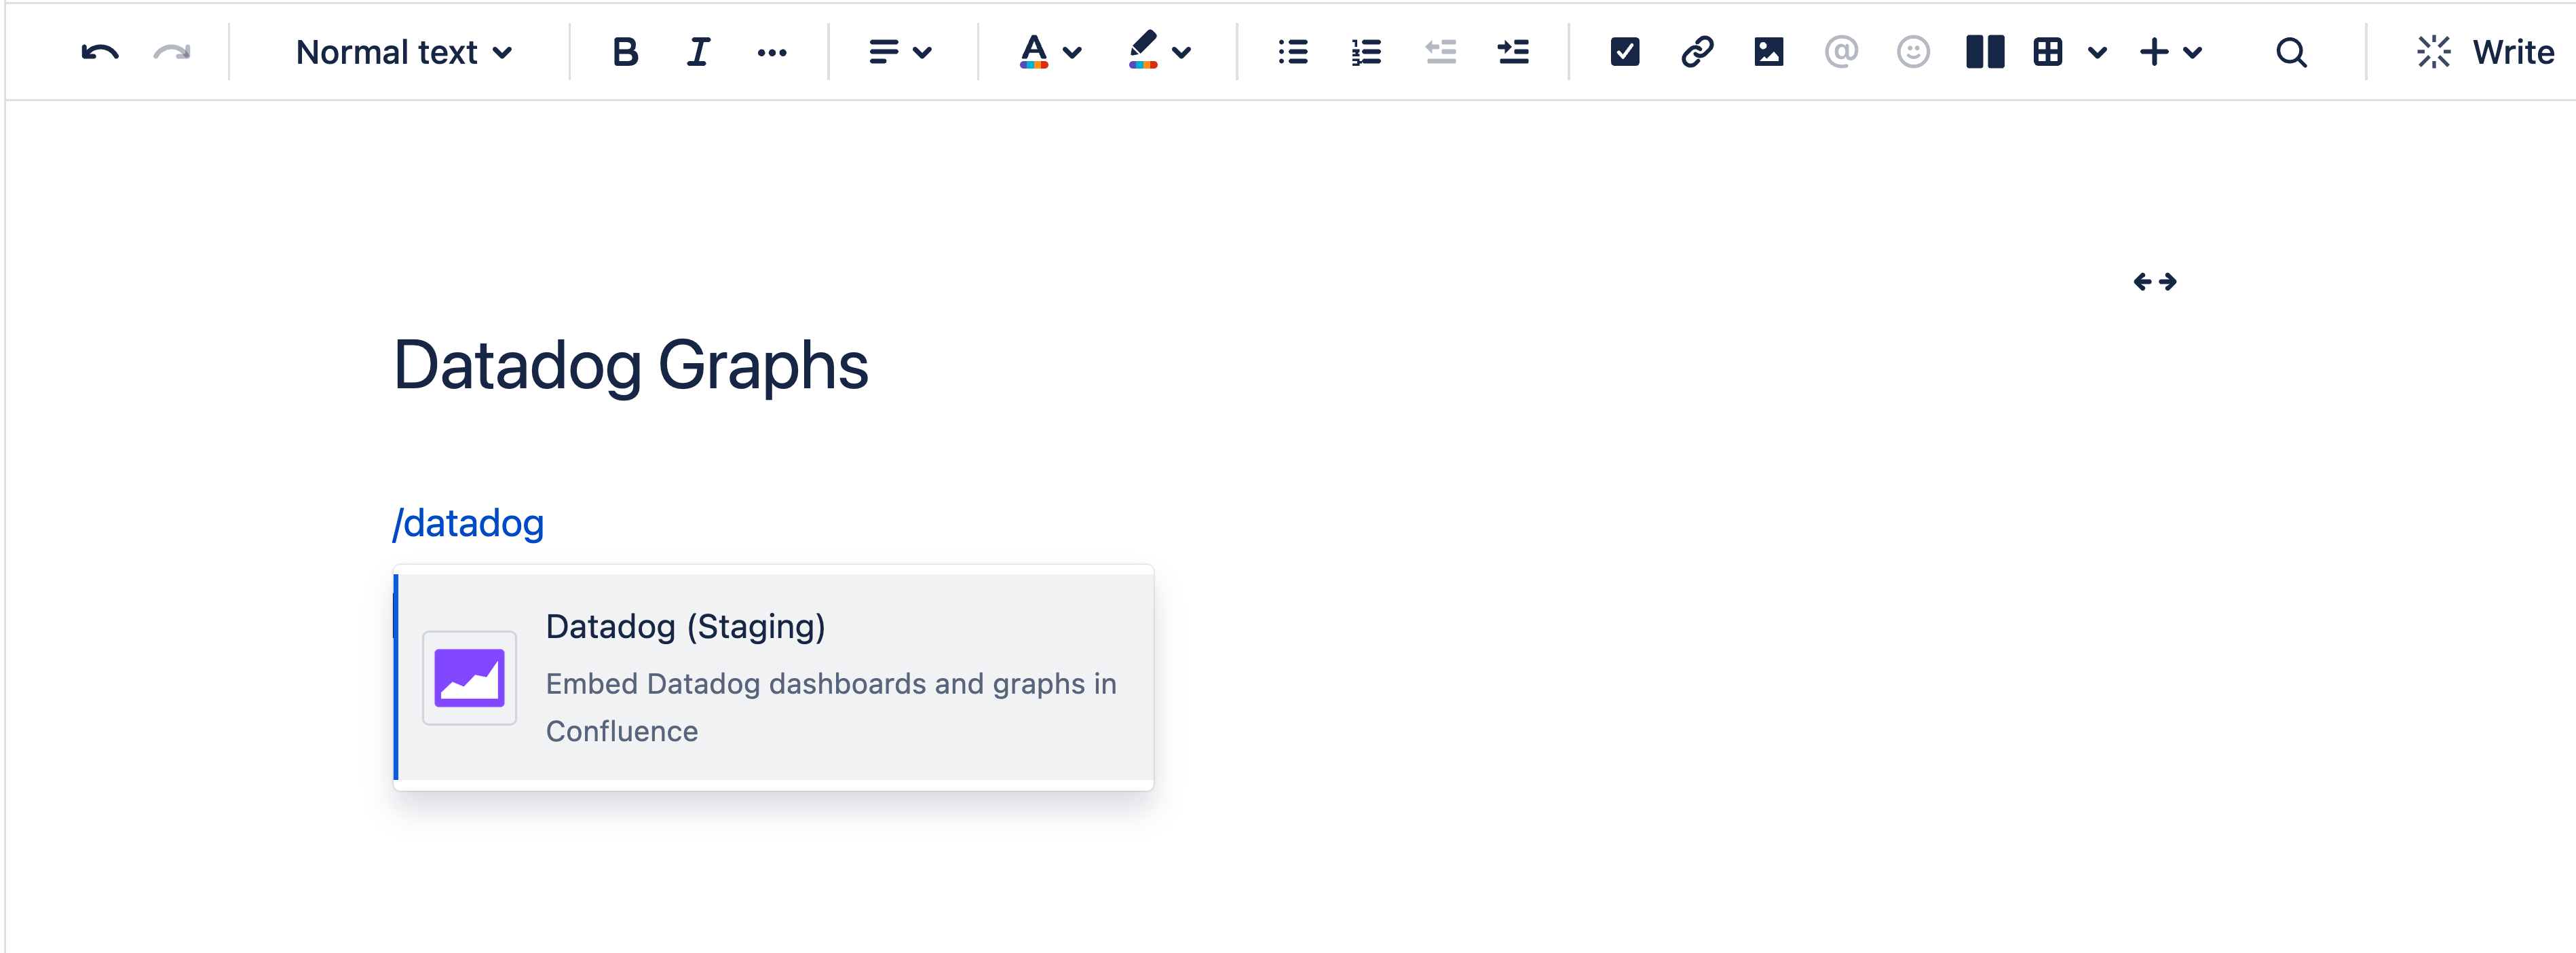 Normal text
Write
Datadog Graphs
/datadog
Datadog (Staging)
Embed Datadog dashboards and graphs in
Confluence